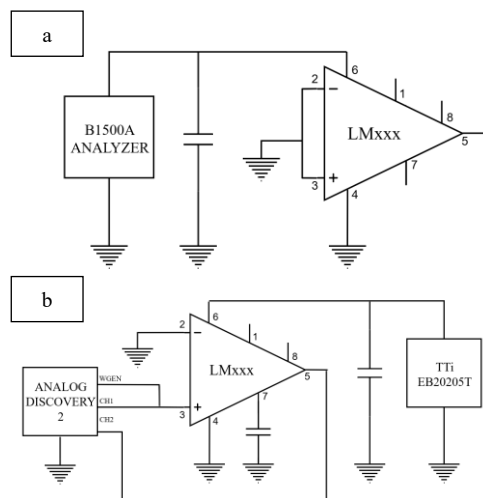 a
B1500A
ANALYZER
2
3
6
1
LMxxx
8
5
7
4
b
ANALOG
DISCOVERY
2
WGEN
CH1
CH2
2
3
6
1
LMxxx
8
5
7
4
TTi
EB20205T